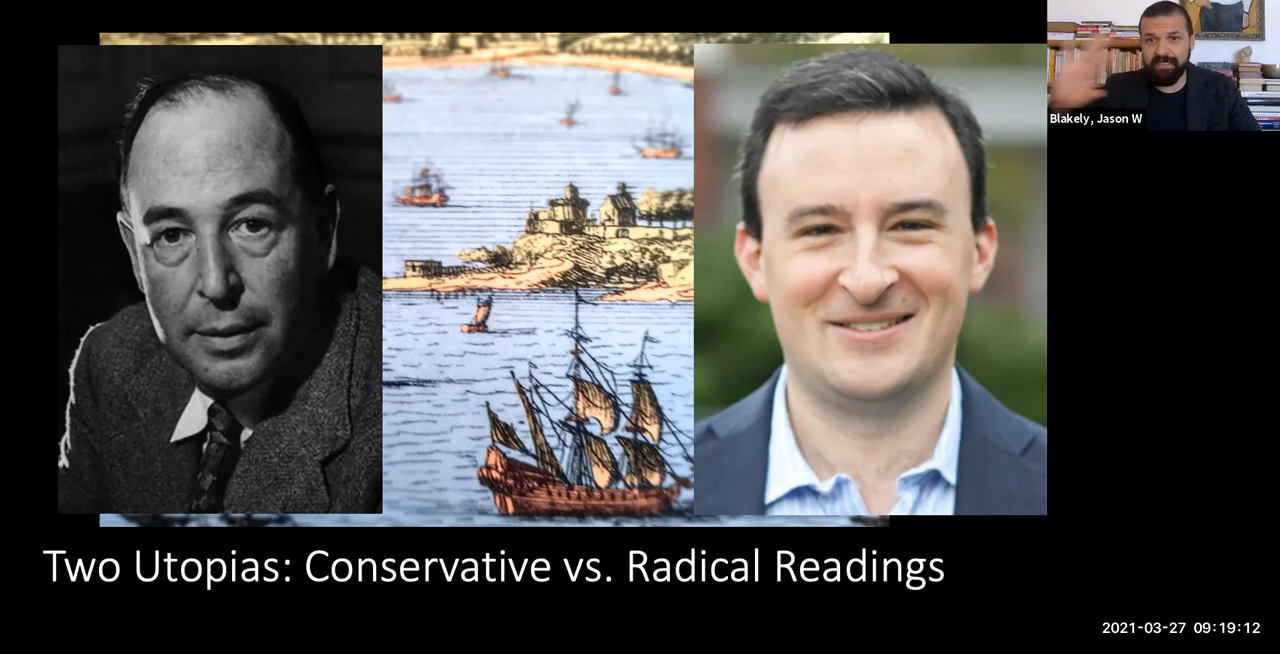 Blakely, Jason W
Two Utopias: Conservative vs. Radical Readings
2021-03-27 09:19:12